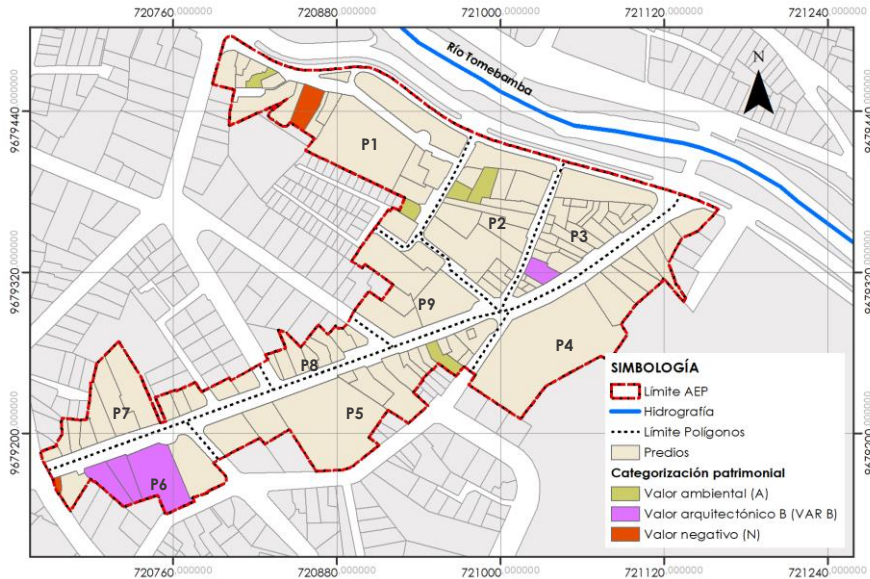 720760.000000 720880.000000 721000.000000 721120.000000 721240.000000
Río Tomebamba
N
9679440.000000 9679440.000000
P1
P2
P3
9679320.000000 9679320.000000
P9
P4
P8
P7
P5
P6
9679200.000000 9679200.000000
SIMBOLOGÍA
Límite AEP
Hidrografía
Límite Polígonos
Predios
Categorización patrimonial
Valor ambiental (A)
Valor arquitectónico B (VAR B)
Valor negativo (N)
720760.000000 720880.000000 721000.000000 721120.000000 721240.000000